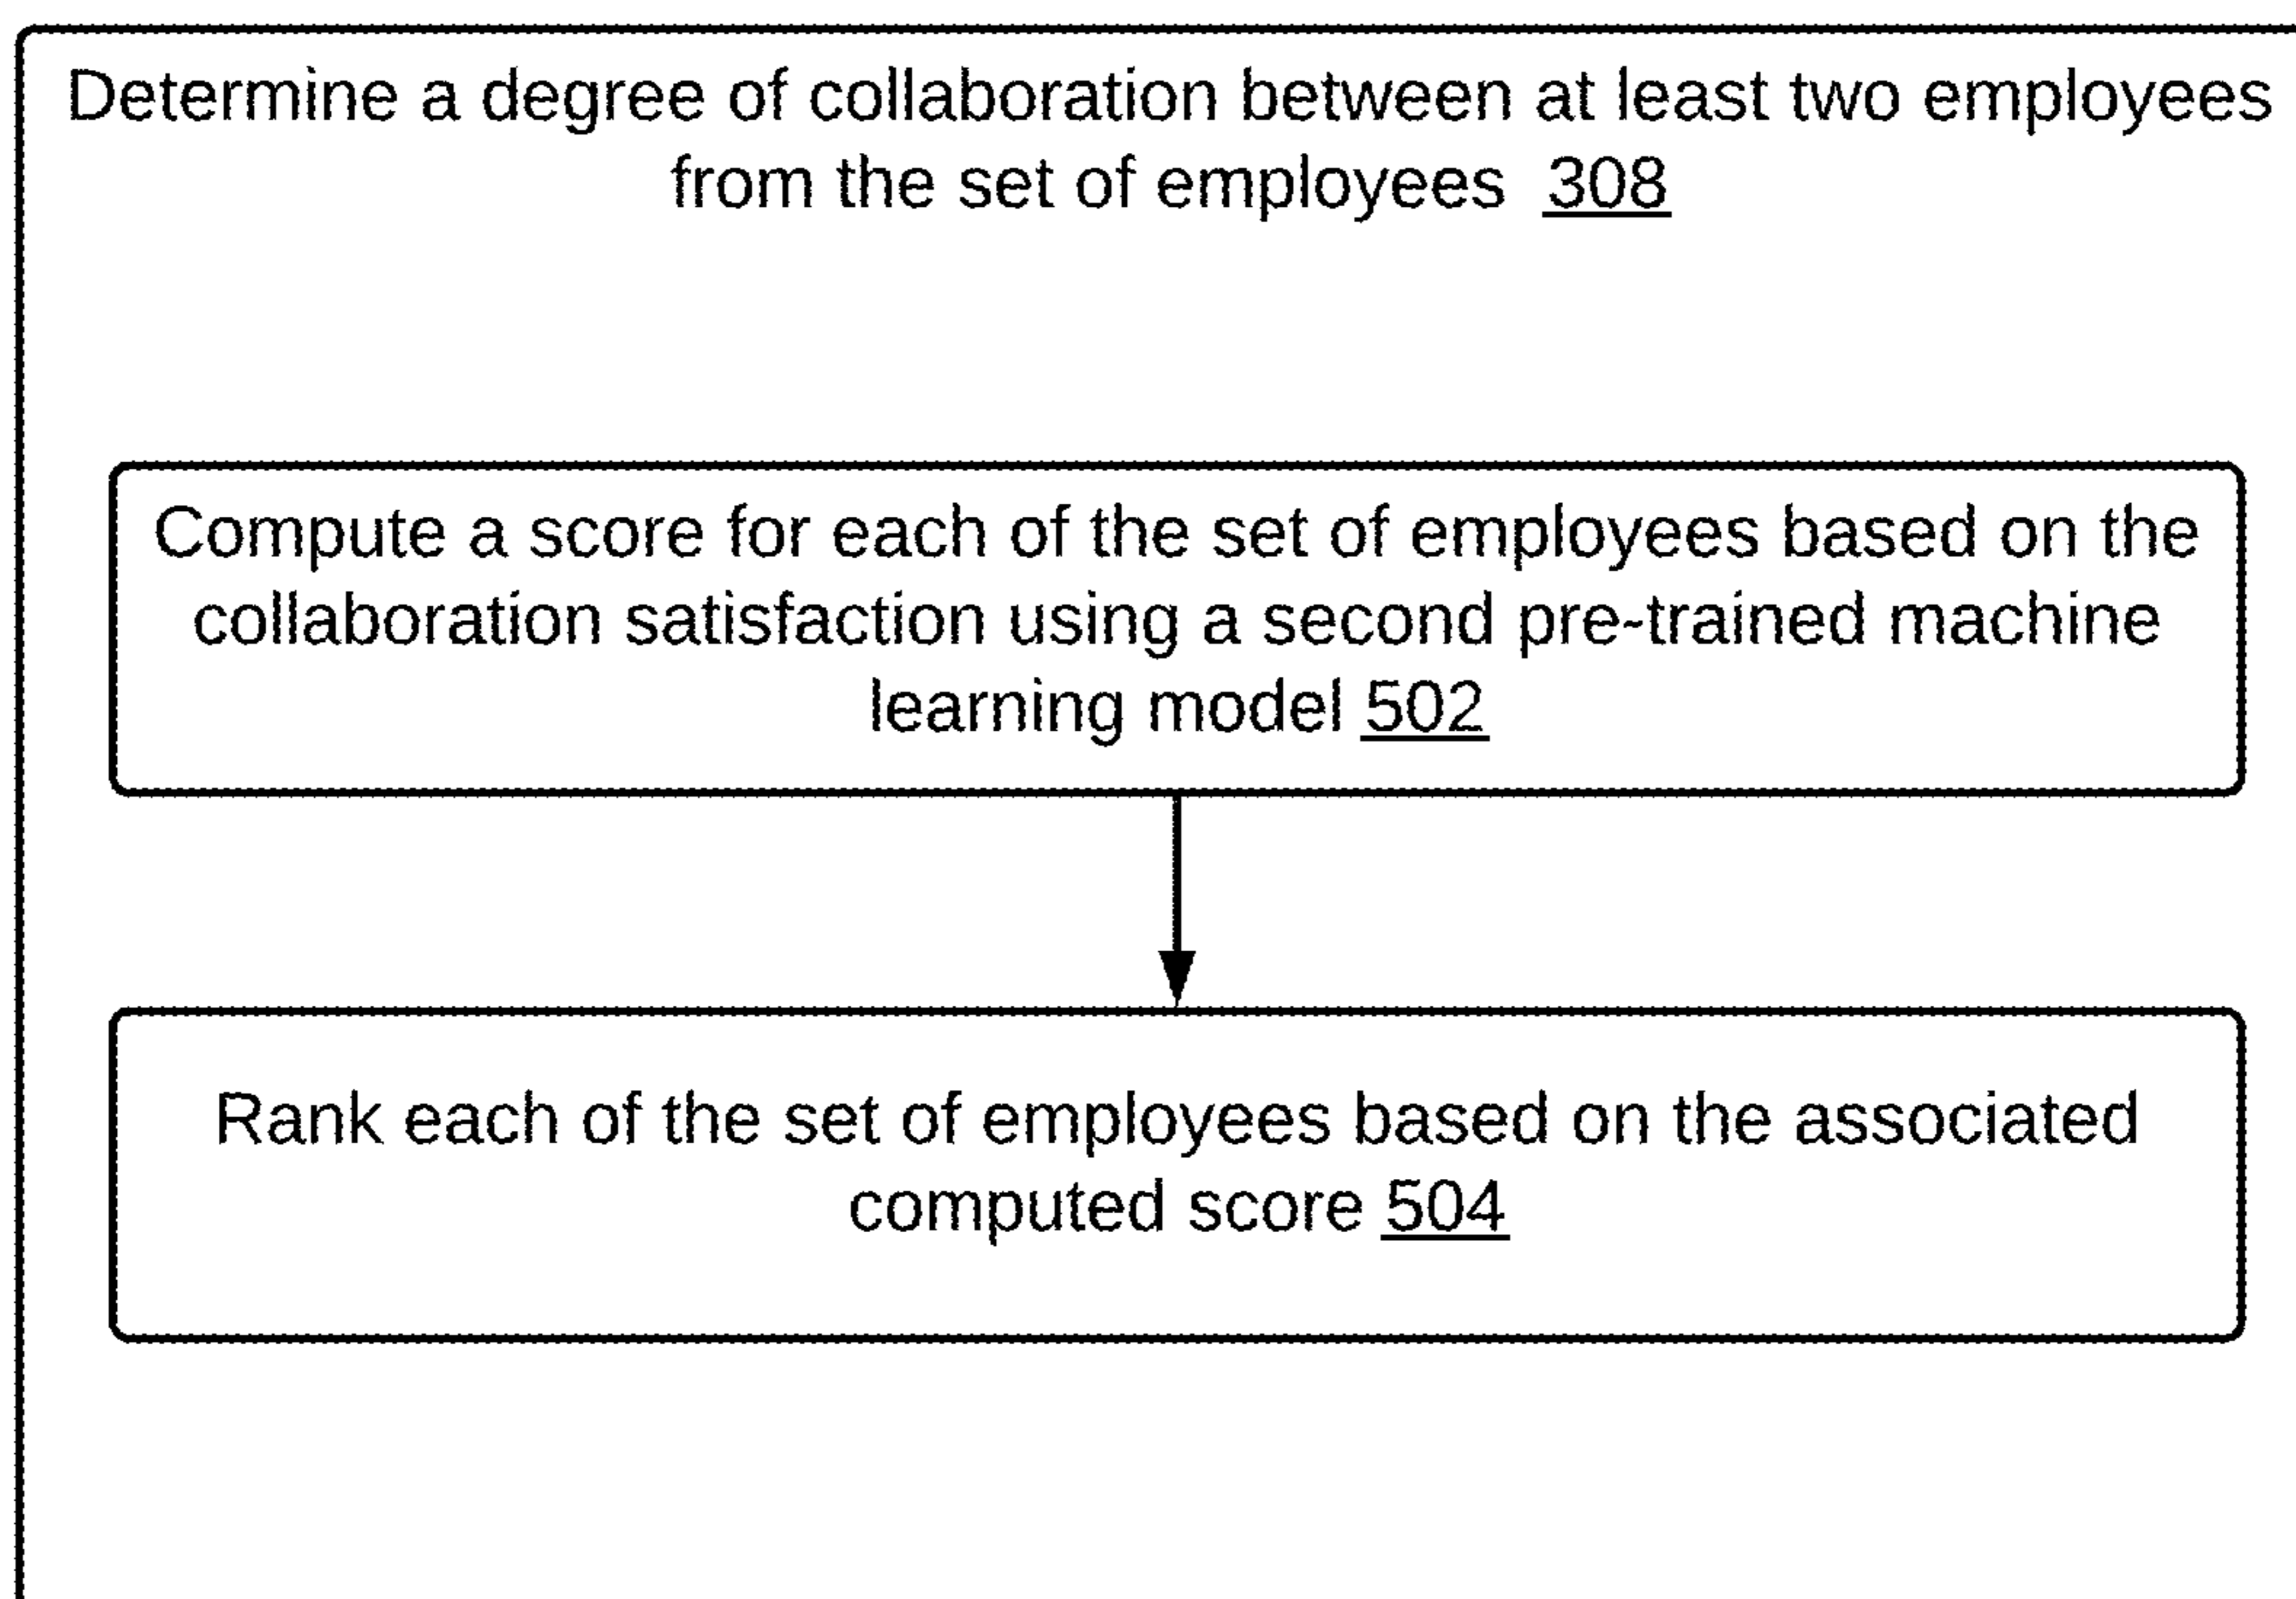 Determine a degree of collaboration between at least two employees
from the set of employees 308
Compute a score for each of the set of employees based on the
collaboration satisfaction using a second pre-trained machine
learning model 502
Rank each of the set of employees based on the associated
computed score 504